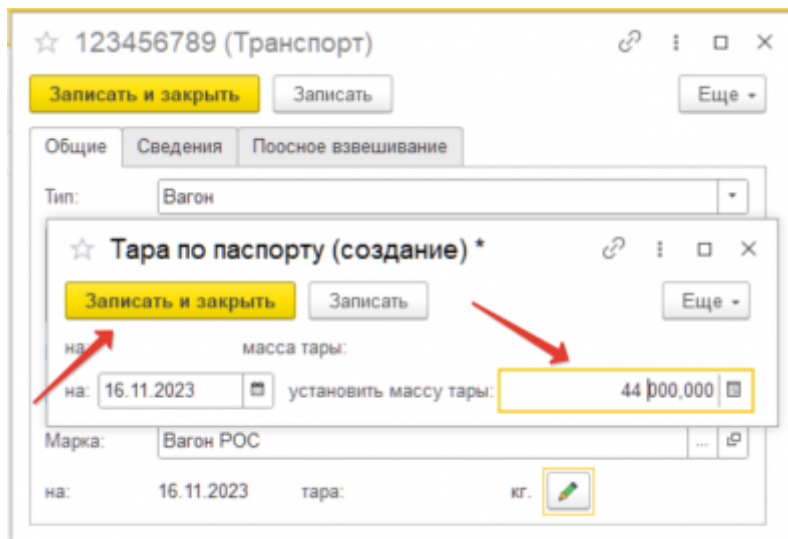 123456789 (Транспорт)
Записать и закрыть Записать Еще
Общие Сведения Поосное взвешивание
Тип: Вагон
Тара по паспорту (создание) *
Записать и закрыть Записать Еще
на: масса тары:
на: 16.11.2023 установить массу тары: 44 000,000
Марка: Вагон РОС ...
на: 16.11.2023 тара: кг.